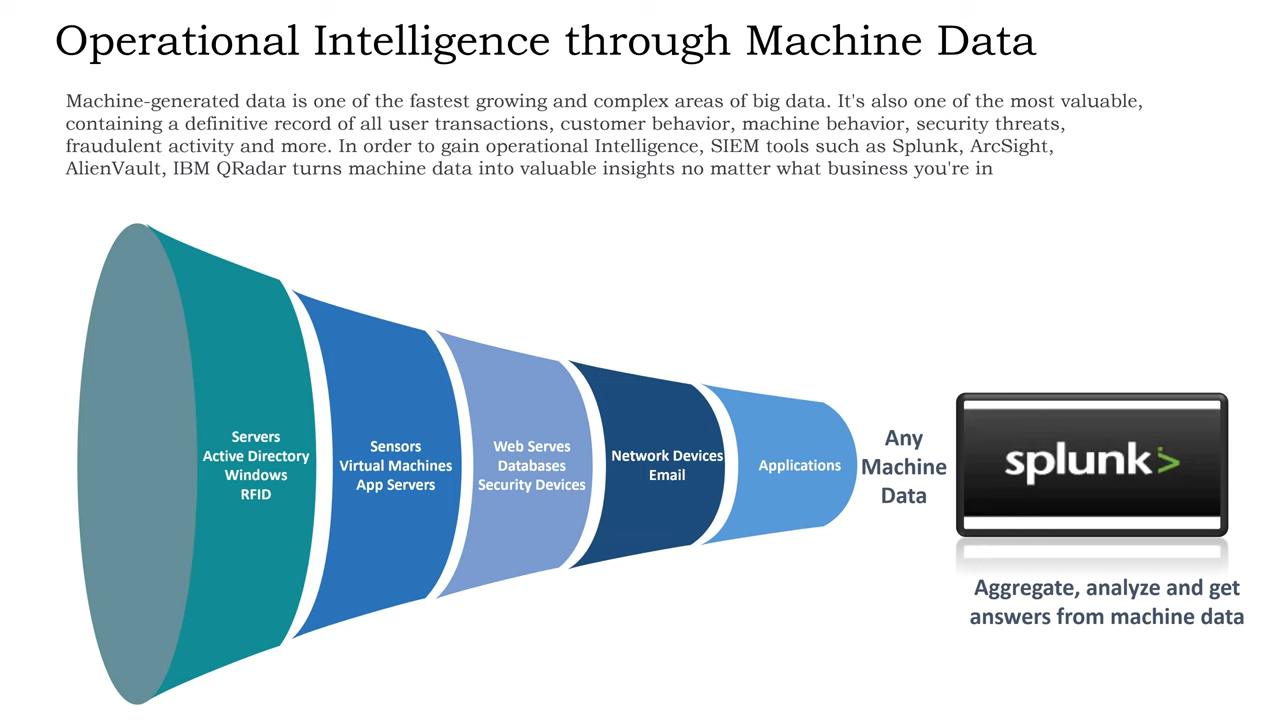 Operational Intelligence through Machine Data
Machine-generated data is one of the fastest growing and complex areas of big data. It's also one of the most valuable,
containing a definitive record of all user transactions, customer behavior, machine behavior, security threats,
fraudulent activity and more. In order to gain operational Intelligence, SIEM tools such as Splunk, ArcSight,
AlienVault, IBM QRadar turns machine data into valuable insights no matter what business you're in
Servers
Active Directory
Windows
RFID
Sensors
Virtual Machines
App Servers
Web Serves
Databases
Security Devices
Network Devices
Email
Applications
Any
Machine
Data
splunk>
Aggregate, analyze and get
answers from machine data